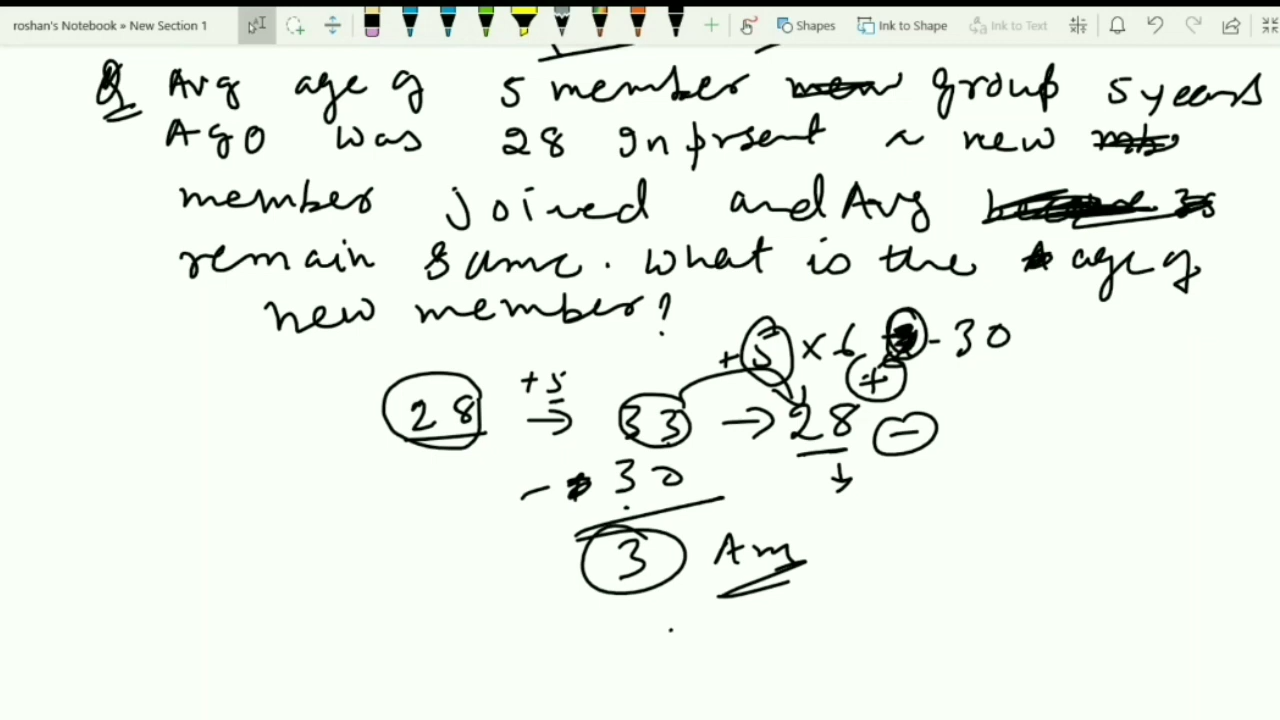 roshan's Notebook » New Section 1
Shapes
Ink to Shape
Ink to Text
Q Avg age of 5 member group 5 years
Ago was 28 In prsent a new
member joined and Avg
remain same. What is the age of
new member?
+5 × 6 - 30
+
28 +5 → 33 → 28 -
- 30
3 Ans